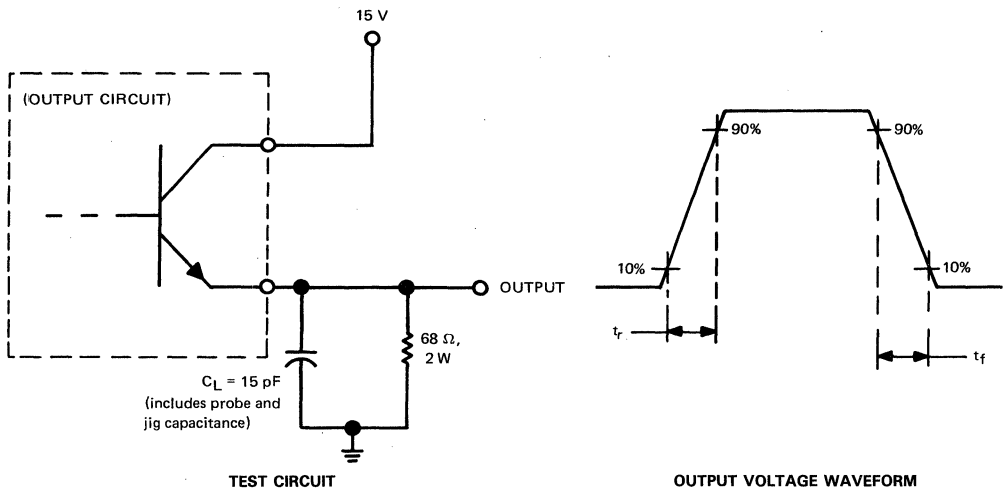 15 V
(OUTPUT CIRCUIT)
OUTPUT
68 Ω,
2 W
C_L = 15 pF
(includes probe and
jig capacitance)
TEST CIRCUIT
90%
90%
10%
10%
t_r
t_f
OUTPUT VOLTAGE WAVEFORM